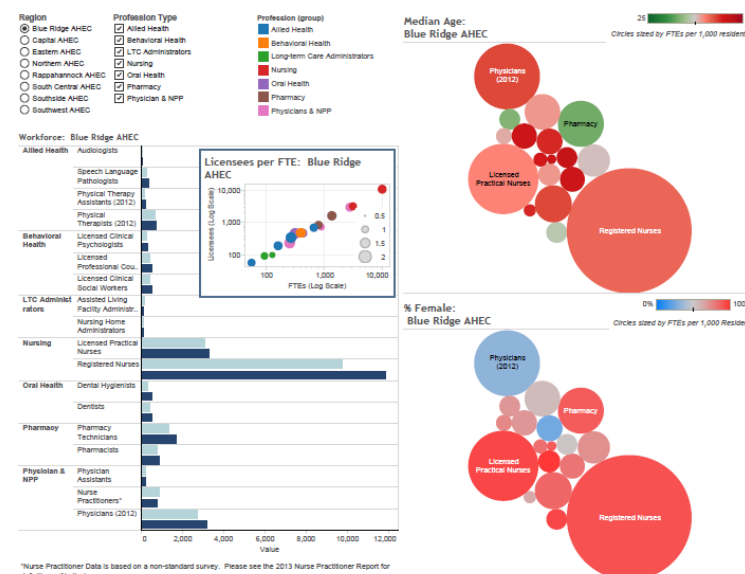 Region
Blue Ridge AHEC
Capital AHEC
Eastern AHEC
Northern AHEC
Rappahannock AHEC
South Central AHEC
Southside AHEC
Southwest AHEC
Profession Type
Allied Health
Behavioral Health
LTC Administrators
Nursing
Oral Health
Pharmacy
Physician & NPP
Profession (group)
Allied Health
Behavioral Health
Long-term Care Administrators
Nursing
Oral Health
Pharmacy
Physicians & NPP
Workforce: Blue Ridge AHEC
Allied Health
Audiologists
Speech Language
Pathologists
Physical Therapy
Assistants (2012)
Physical
Therapists (2012)
Behavioral
Health
Licensed Clinical
Psychologists
Licensed
Professional Cou..
Licensed Clinical
Social Workers
LTC Administ
rators
Assisted Living
Facility Administr..
Nursing Home
Administrators
Nursing
Licensed Practical
Nurses
Registered Nurses
Oral Health
Dental Hygienists
Dentists
Pharmacy
Pharmacy
Technicians
Pharmacists
Physician &
NPP
Physician
Assistants
Nurse
Practitioners*
Physicians (2012)
0 2,000 4,000 6,000 8,000 10,000 12,000
Value
*Nurse Practitioner Data is based on a non-standard survey. Please see the 2013 Nurse Practitioner Report for
Licensees per FTE: Blue Ridge
AHEC
Licensees (Log Scale)
10,000
1,000
100
100 1,000 10,000
FTEs (Log Scale)
0.5
1
1.5
2
Median Age:
Blue Ridge AHEC
25
Circles sized by FTEs per 1,000 resident
Physicians
(2012)
Pharmacy
Licensed
Practical Nurses
Registered Nurses
% Female:
Blue Ridge AHEC
0% 100
Circles sized by FTEs per 1,000 Reside
Physicians
(2012)
Pharmacy
Licensed
Practical Nurses
Registered Nurses